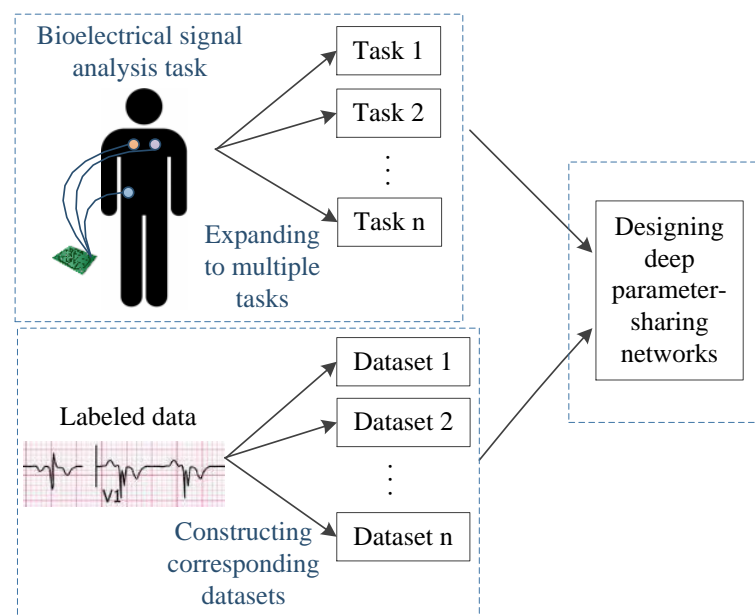 Bioelectrical signal
analysis task
Task 1
Task 2
Task n
Expanding
to multiple
tasks
Labeled data
V1
Dataset 1
Dataset 2
Dataset n
Constructing
corresponding
datasets
Designing
deep
parameter-
sharing
networks